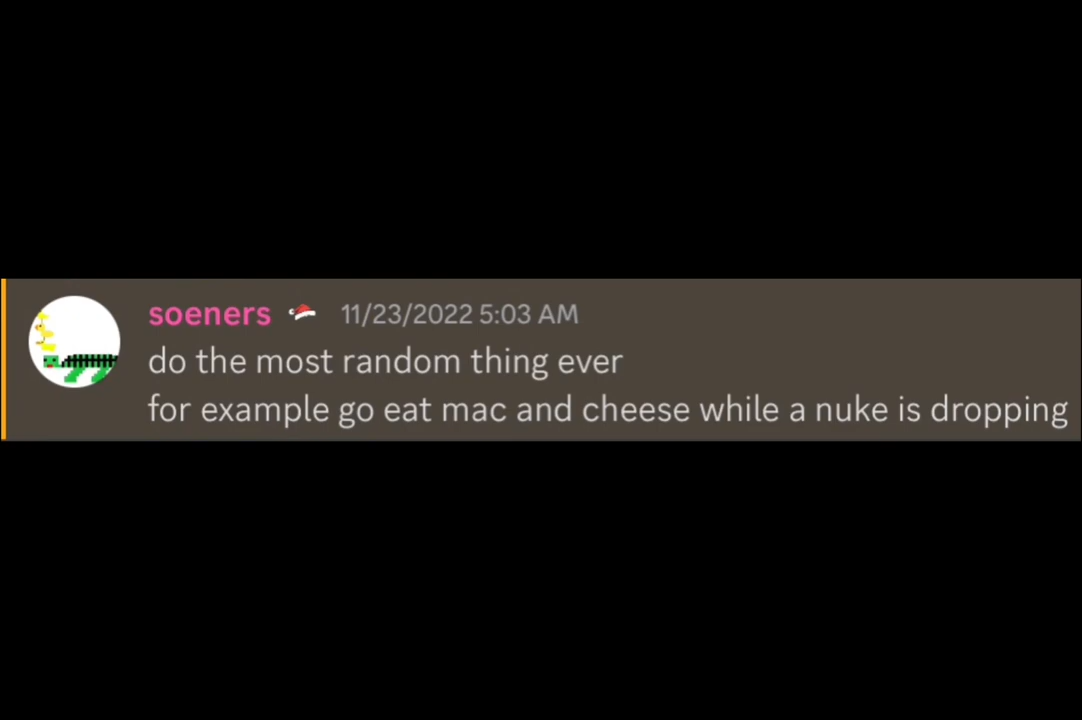 soeners 11/23/2022 5:03 AM
do the most random thing ever
for example go eat mac and cheese while a nuke is dropping